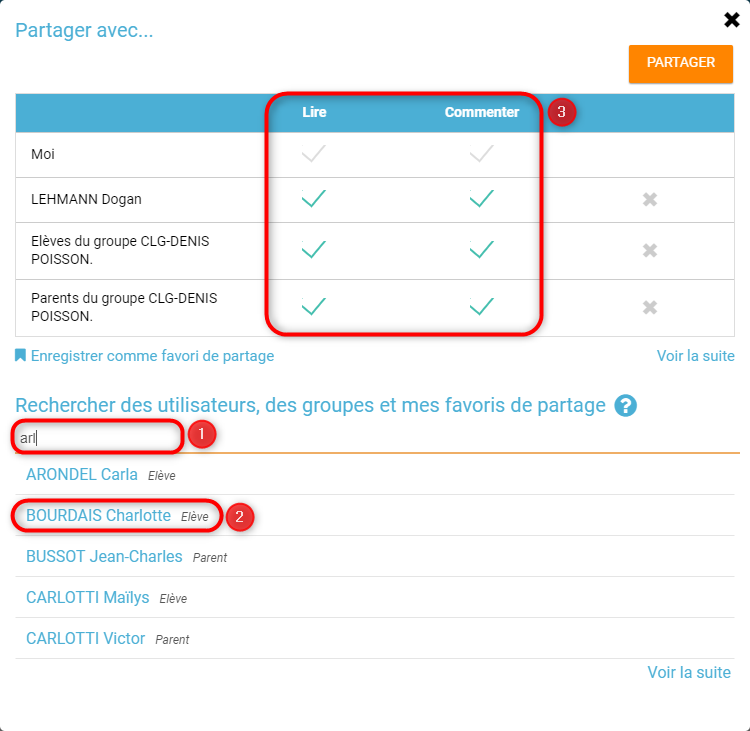 Partager avec...
PARTAGER
Lire Commenter 3
Moi
LEHMANN Dogan
Elèves du groupe CLG-DENIS
POISSON.
Parents du groupe CLG-DENIS
POISSON.
Enregistrer comme favori de partage Voir la suite
Rechercher des utilisateurs, des groupes et mes favoris de partage ?
arl 1
ARONDEL Carla Elève
BOURDAIS Charlotte Elève 2
BUSSOT Jean-Charles Parent
CARLOTTI Maïlys Elève
CARLOTTI Victor Parent
Voir la suite